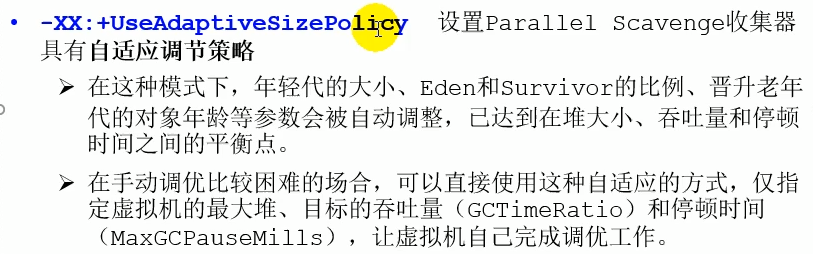 • -XX:+UseAdaptiveSizePolicy 设置Parallel Scavenge收集器
具有自适应调节策略
➢ 在这种模式下，年轻代的大小、Eden和Survivor的比例、晋升老年
代的对象年龄等参数会被自动调整，已达到在堆大小、吞吐量和停顿
时间之间的平衡点。
➢ 在手动调优比较困难的场合，可以直接使用这种自适应的方式，仅指
定虚拟机的最大堆、目标的吞吐量（GCTimeRatio）和停顿时间
（MaxGCPauseMills），让虚拟机自己完成调优工作。